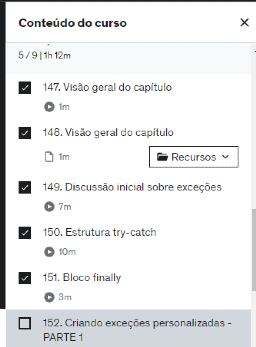 Conteúdo do curso
5 / 9 | 1h 12m
147. Visão geral do capítulo
1m
148. Visão geral do capítulo
1m
Recursos
149. Discussão inicial sobre exceções
7m
150. Estrutura try-catch
10m
151. Bloco finally
3m
152. Criando exceções personalizadas -
PARTE 1